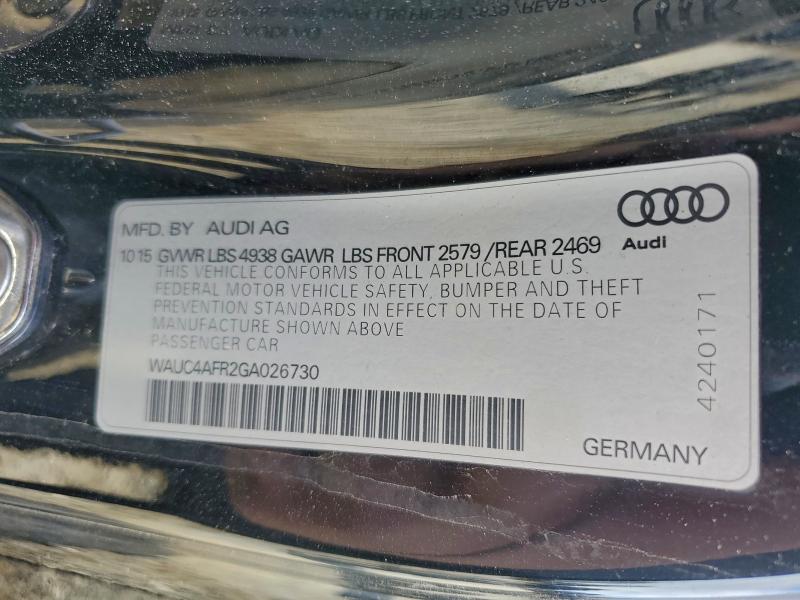 MFD. BY AUDI AG
10 15 GVWR LBS 4938 GAWR LBS FRONT 2579 /REAR 2469
Audi
THIS VEHICLE CONFORMS TO ALL APPLICABLE U.S.
FEDERAL MOTOR VEHICLE SAFETY, BUMPER AND THEFT
PREVENTION STANDARDS IN EFFECT ON THE DATE OF
MANUFACTURE SHOWN ABOVE
PASSENGER CAR
WAUC4AFR2GA026730
4240171
GERMANY